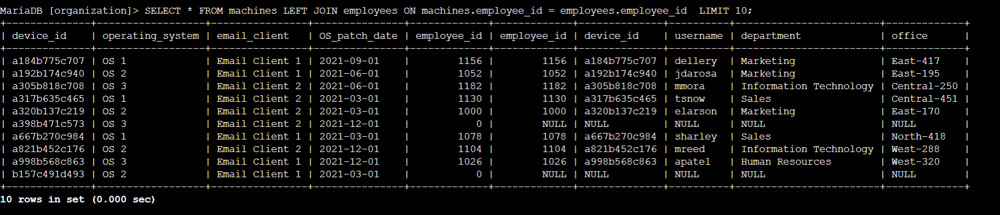 MariaDB [organization]> SELECT * FROM machines LEFT JOIN employees ON machines.employee_id = employees.employee_id  LIMIT 10;
+--------------+------------------+----------------+---------------+-------------+-------------+--------------+----------+------------------------+-------------+
| device_id    | operating_system | email_client   | OS_patch_date | employee_id | employee_id | device_id    | username | department             | office      |
+--------------+------------------+----------------+---------------+-------------+-------------+--------------+----------+------------------------+-------------+
| a184b775c707 | OS 1             | Email Client 1 | 2021-09-01    |        1156 |        1156 | a184b775c707 | dellery  | Marketing              | East-417    |
| a192b174c940 | OS 2             | Email Client 1 | 2021-06-01    |        1052 |        1052 | a192b174c940 | jdarosa  | Marketing              | East-195    |
| a305b818c708 | OS 3             | Email Client 2 | 2021-06-01    |        1182 |        1182 | a305b818c708 | mmora    | Information Technology | Central-250 |
| a317b635c465 | OS 1             | Email Client 2 | 2021-03-01    |        1130 |        1130 | a317b635c465 | tsnow    | Sales                  | Central-451 |
| a320b137c219 | OS 2             | Email Client 2 | 2021-03-01    |        1000 |        1000 | a320b137c219 | elarson  | Marketing              | East-170    |
| a398b471c573 | OS 3             | Email Client 2 | 2021-12-01    |           0 |        NULL | NULL         | NULL     | NULL                   | NULL        |
| a667b270c984 | OS 1             | Email Client 1 | 2021-03-01    |        1078 |        1078 | a667b270c984 | sharley  | Sales                  | North-418   |
| a821b452c176 | OS 2             | Email Client 2 | 2021-12-01    |        1104 |        1104 | a821b452c176 | mreed    | Information Technology | West-288    |
| a998b568c863 | OS 3             | Email Client 1 | 2021-12-01    |        1026 |        1026 | a998b568c863 | apatel   | Human Resources        | West-320    |
| b157c491d493 | OS 2             | Email Client 1 | 2021-03-01    |           0 |        NULL | NULL         | NULL     | NULL                   | NULL        |
+--------------+------------------+----------------+---------------+-------------+-------------+--------------+----------+------------------------+-------------+
10 rows in set (0.000 sec)